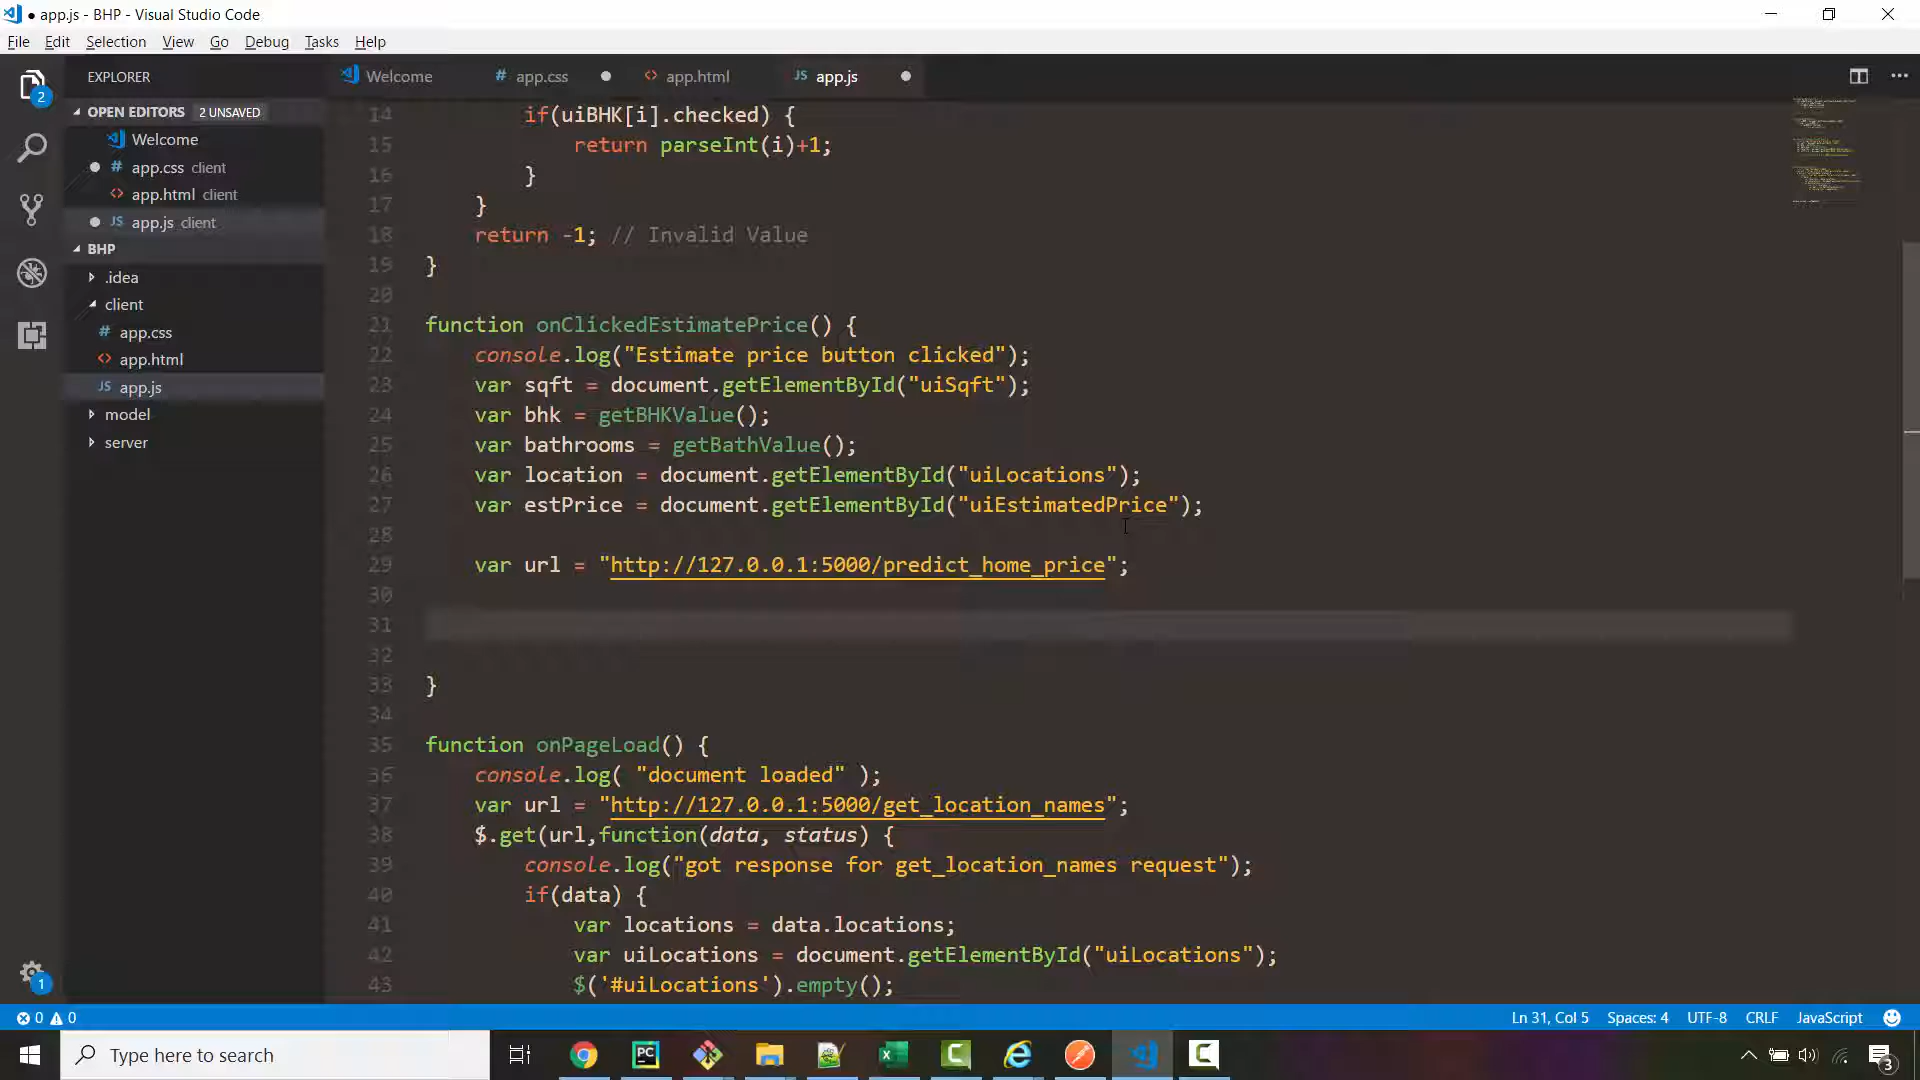 app.js - BHP - Visual Studio Code
File Edit Selection View Go Debug Tasks Help
EXPLORER
Welcome
# app.css
<> app.html
JS app.js
2
OPEN EDITORS 2 UNSAVED
Welcome
# app.css client
<> app.html client
JS app.js client
BHP
.idea
client
# app.css
<> app.html
JS app.js
model
server
14 if(uiBHK[i].checked) {
15 return parseInt(i)+1;
16 }
17 }
18 return -1; // Invalid Value
19 }
20
21 function onClickedEstimatePrice() {
22 console.log("Estimate price button clicked");
23 var sqft = document.getElementById("uiSqft");
24 var bhk = getBHKValue();
25 var bathrooms = getBathValue();
26 var location = document.getElementById("uiLocations");
27 var estPrice = document.getElementById("uiEstimatedPrice");
28
29 var url = "http://127.0.0.1:5000/predict_home_price";
30
31
32
33 }
34
35 function onPageLoad() {
36 console.log( "document loaded" );
37 var url = "http://127.0.0.1:5000/get_location_names";
38 $.get(url,function(data, status) {
39 console.log("got response for get_location_names request");
40 if(data) {
41 var locations = data.locations;
42 var uiLocations = document.getElementById("uiLocations");
43 $('#uiLocations').empty();
1
0 0
Ln 31, Col 5 Spaces: 4 UTF-8 CRLF JavaScript
Type here to search
PC
3